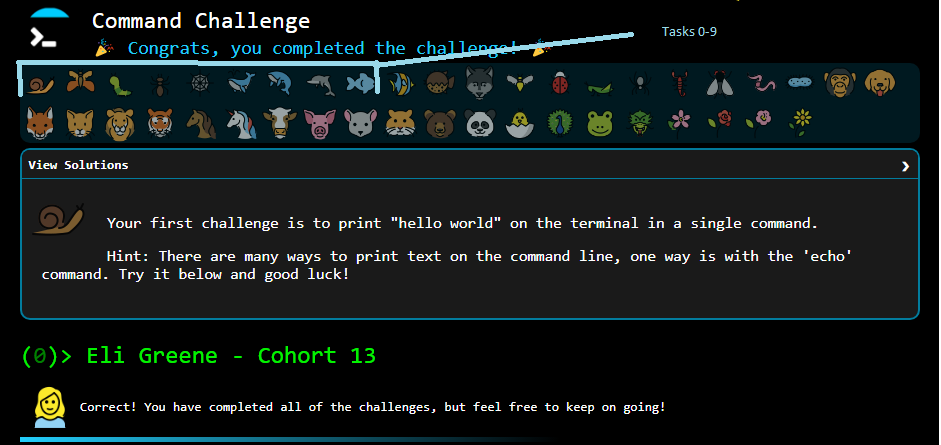 Command Challenge
🎉 Congrats, you completed the challenge! 🎉
Tasks 0-9
View Solutions
Your first challenge is to print "hello world" on the terminal in a single command.
Hint: There are many ways to print text on the command line, one way is with the 'echo'
command. Try it below and good luck!
(0)> Eli Greene - Cohort 13
Correct! You have completed all of the challenges, but feel free to keep on going!